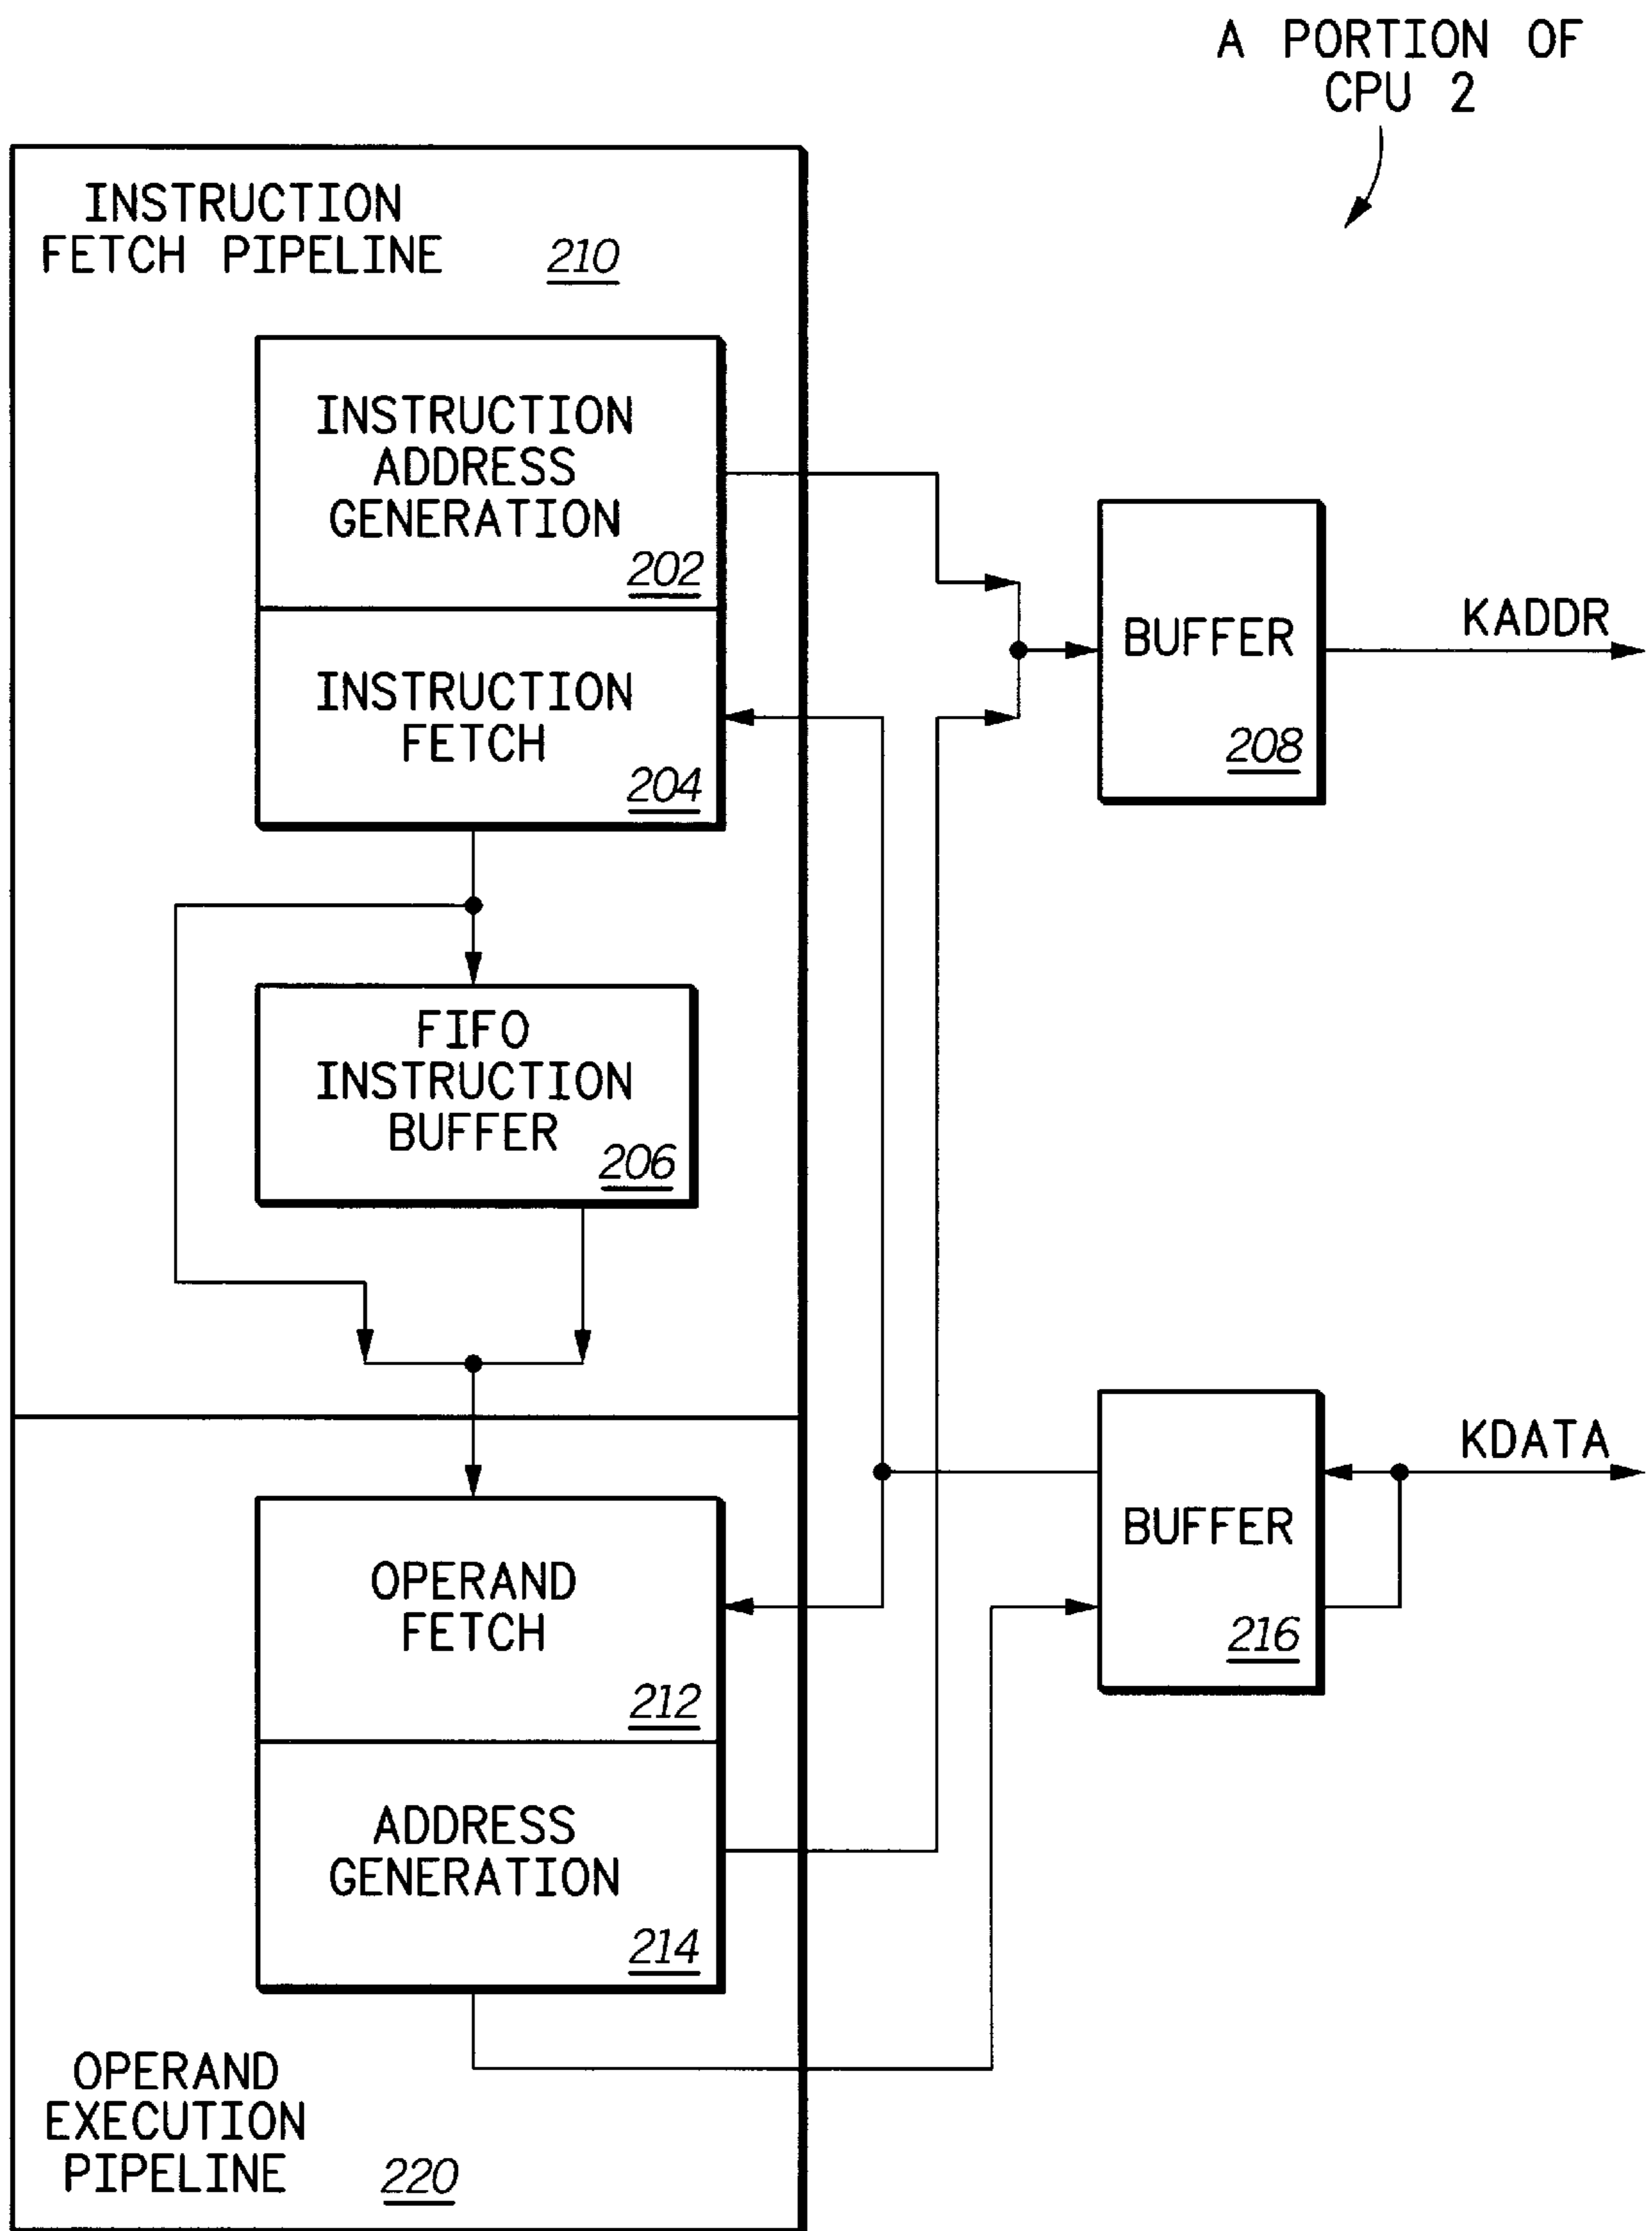 A PORTION OF
CPU 2
INSTRUCTION
FETCH PIPELINE 210
INSTRUCTION
ADDRESS
GENERATION
202
INSTRUCTION
FETCH
204
BUFFER
208
KADDR
FIFO
INSTRUCTION
BUFFER
206
OPERAND
FETCH
212
BUFFER
216
KDATA
ADDRESS
GENERATION
214
OPERAND
EXECUTION
PIPELINE 220